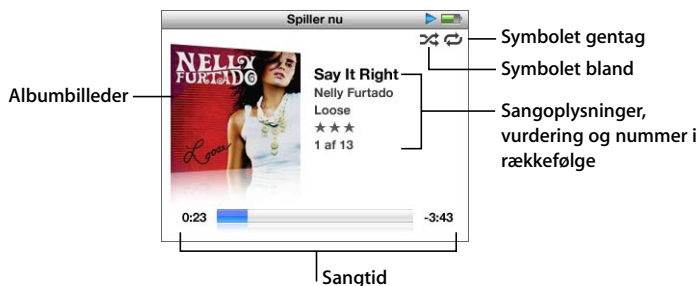 Spiller nu
Symbolet gentag
Symbolet bland
Albumbilleder
NELLY
FURTADO
Loose
Say It Right
Nelly Furtado
Loose
★★★
1 af 13
Sangoplysninger,
vurdering og nummer i
rækkefølge
0:23
-3:43
Sangtid